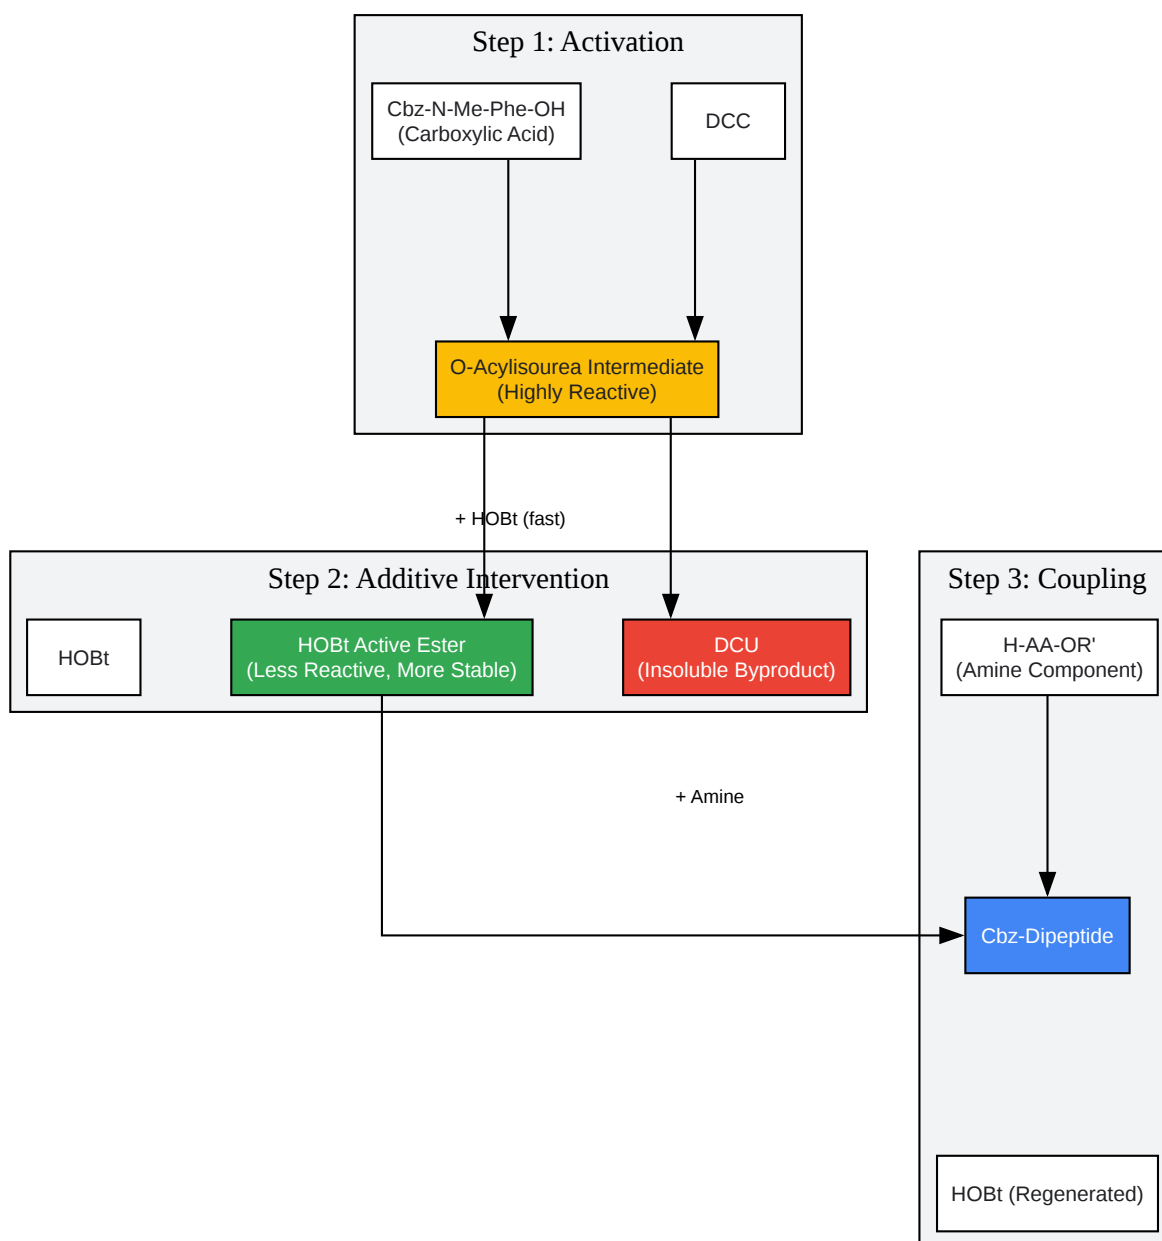 Step 1: Activation
Cbz-N-Me-Phe-OH
(Carboxylic Acid)
DCC
O-Acylisourea Intermediate
(Highly Reactive)
+ HOBt (fast)
Step 2: Additive Intervention
HOBt
HOBt Active Ester
(Less Reactive, More Stable)
DCU
(Insoluble Byproduct)
Step 3: Coupling
H-AA-OR'
(Amine Component)
+ Amine
Cbz-Dipeptide
HOBt (Regenerated)